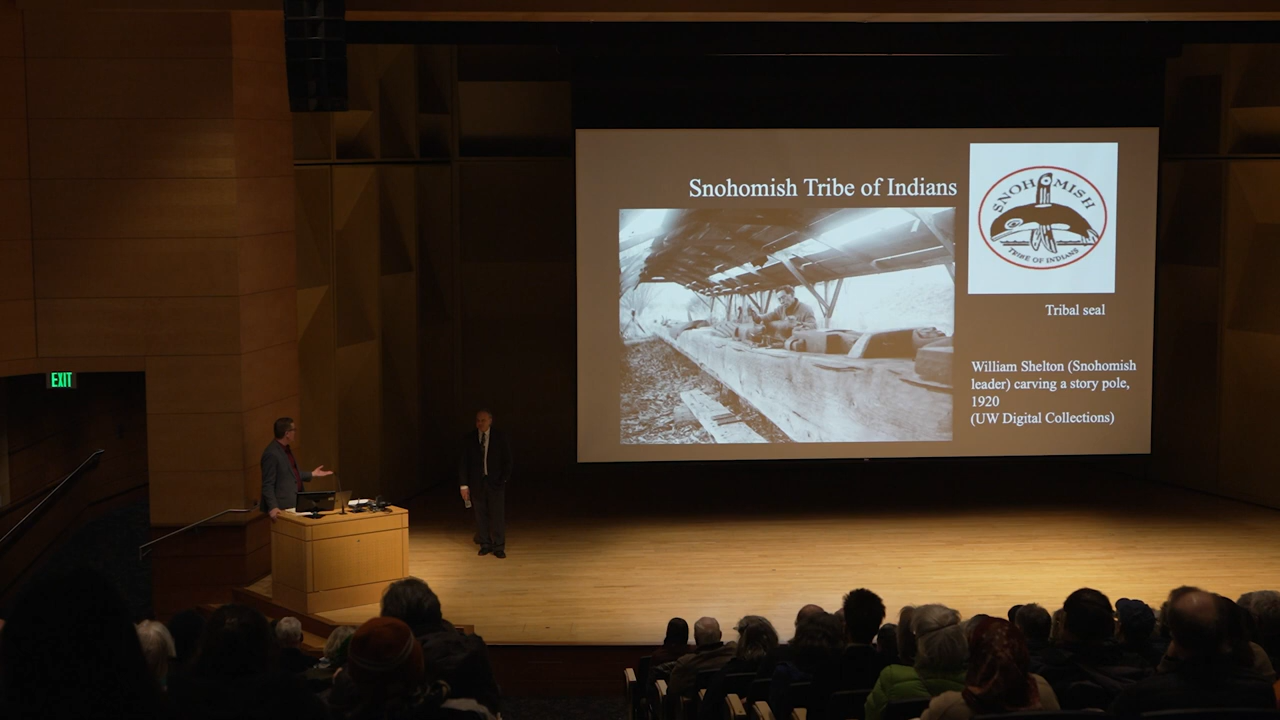 Snohomish Tribe of Indians
SNOHOMISH
TRIBE OF INDIANS
Tribal seal
William Shelton (Snohomish
leader) carving a story pole,
1920
(UW Digital Collections)
EXIT